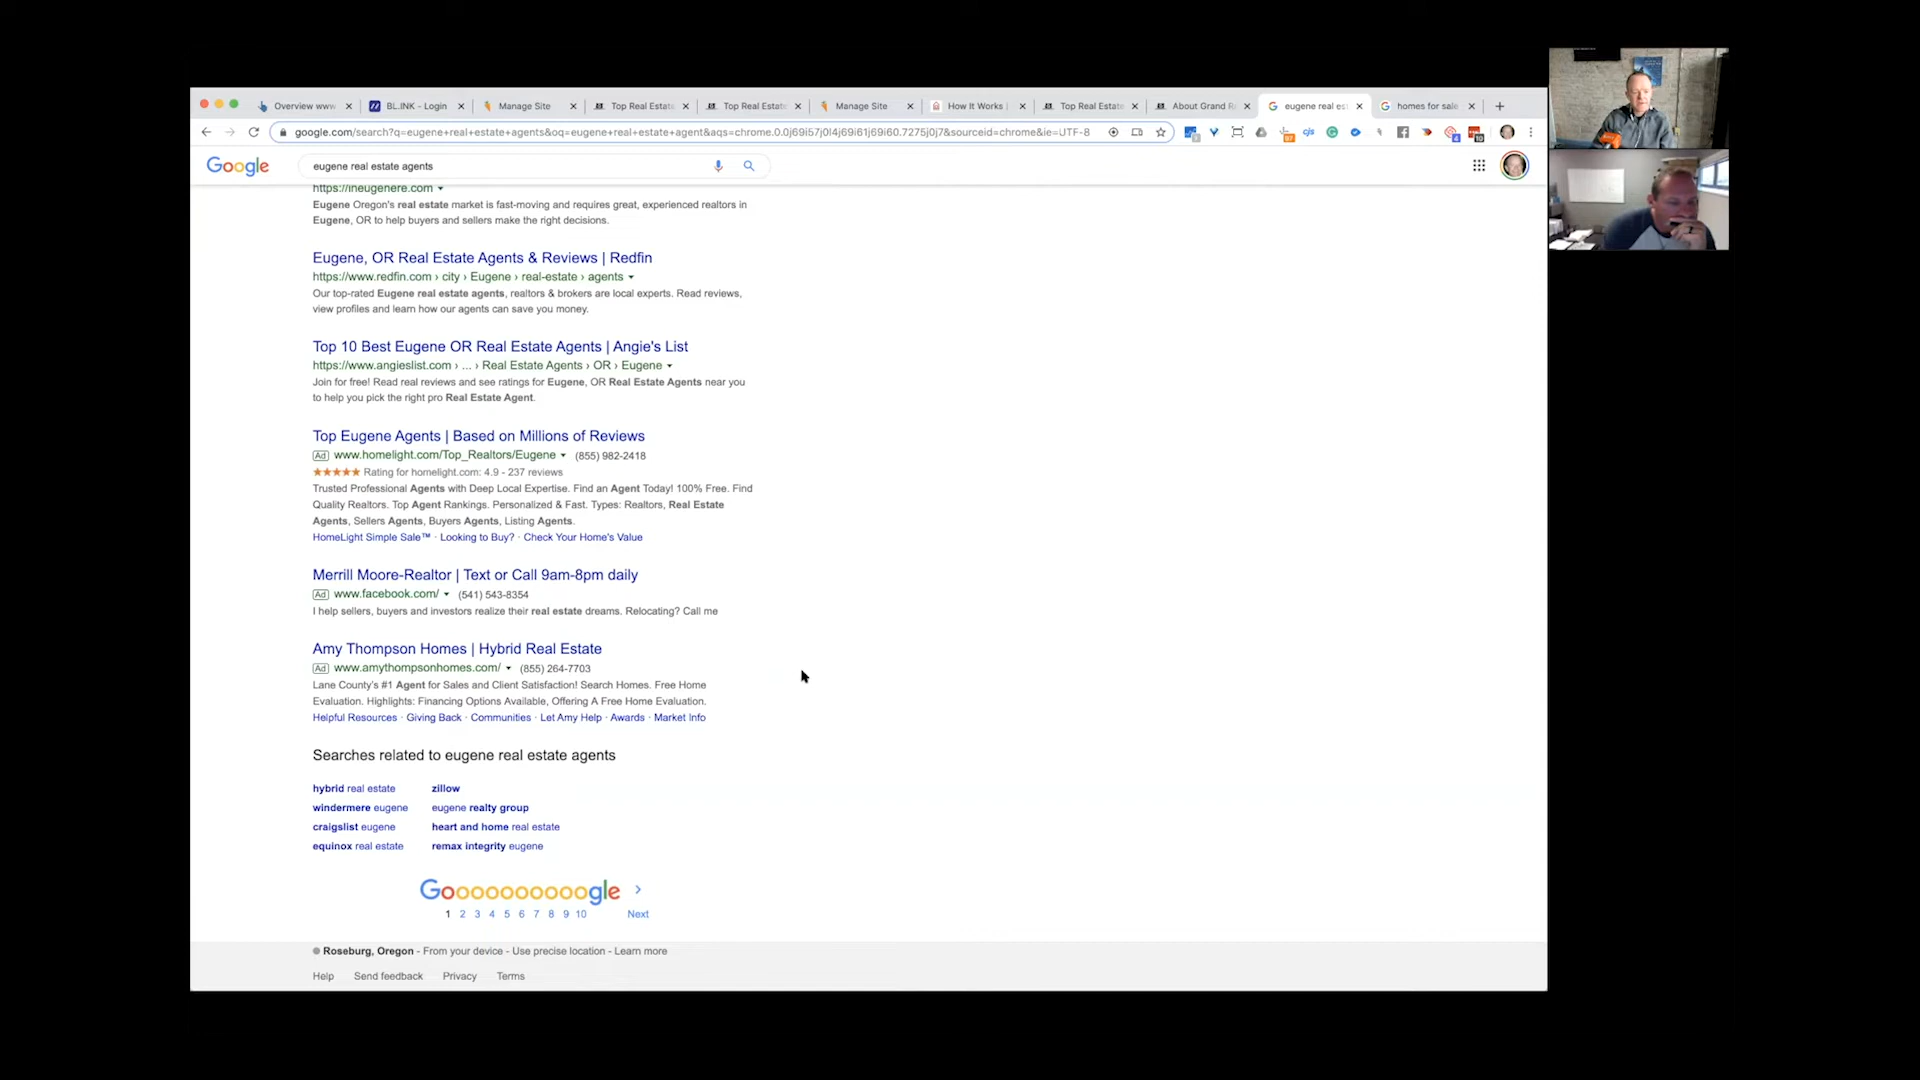 Overview www
BL.INK - Login
Manage Site
Top Real Estate
Top Real Estate
Manage Site
How It Works |
Top Real Estate
About Grand R
eugene real est
homes for sale
google.com/search?q=eugene+real+estate+agents&oq=eugene+real+estate+agent&aqs=chrome.0.0j69i57j0l4j69i61j69i60.7275j0j7&sourceid=chrome&ie=UTF-8
Google
eugene real estate agents
https://ineugenere.com
Eugene Oregon's real estate market is fast-moving and requires great, experienced realtors in
Eugene, OR to help buyers and sellers make the right decisions.
Eugene, OR Real Estate Agents & Reviews | Redfin
https://www.redfin.com › city › Eugene › real-estate › agents
Our top-rated Eugene real estate agents, realtors & brokers are local experts. Read reviews,
view profiles and learn how our agents can save you money.
Top 10 Best Eugene OR Real Estate Agents | Angie's List
https://www.angieslist.com › ... › Real Estate Agents › OR › Eugene
Join for free! Read real reviews and see ratings for Eugene, OR Real Estate Agents near you
to help you pick the right pro Real Estate Agent.
Top Eugene Agents | Based on Millions of Reviews
Ad www.homelight.com/Top_Realtors/Eugene (855) 982-2418
Rating for homelight.com: 4.9 - 237 reviews
Trusted Professional Agents with Deep Local Expertise. Find an Agent Today! 100% Free. Find
Quality Realtors. Top Agent Rankings. Personalized & Fast. Types: Realtors, Real Estate
Agents, Sellers Agents, Buyers Agents, Listing Agents.
HomeLight Simple Sale™ · Looking to Buy? · Check Your Home's Value
Merrill Moore-Realtor | Text or Call 9am-8pm daily
Ad www.facebook.com/ (541) 543-8354
I help sellers, buyers and investors realize their real estate dreams. Relocating? Call me
Amy Thompson Homes | Hybrid Real Estate
Ad www.amythompsonhomes.com/ (855) 264-7703
Lane County's #1 Agent for Sales and Client Satisfaction! Search Homes. Free Home
Evaluation. Highlights: Financing Options Available, Offering A Free Home Evaluation.
Helpful Resources · Giving Back · Communities · Let Amy Help · Awards · Market Info
Searches related to eugene real estate agents
hybrid real estate zillow
windermere eugene eugene realty group
craigslist eugene heart and home real estate
equinox real estate remax integrity eugene
Goooooooooogle
1 2 3 4 5 6 7 8 9 10 Next
Roseburg, Oregon - From your device - Use precise location - Learn more
Help Send feedback Privacy Terms